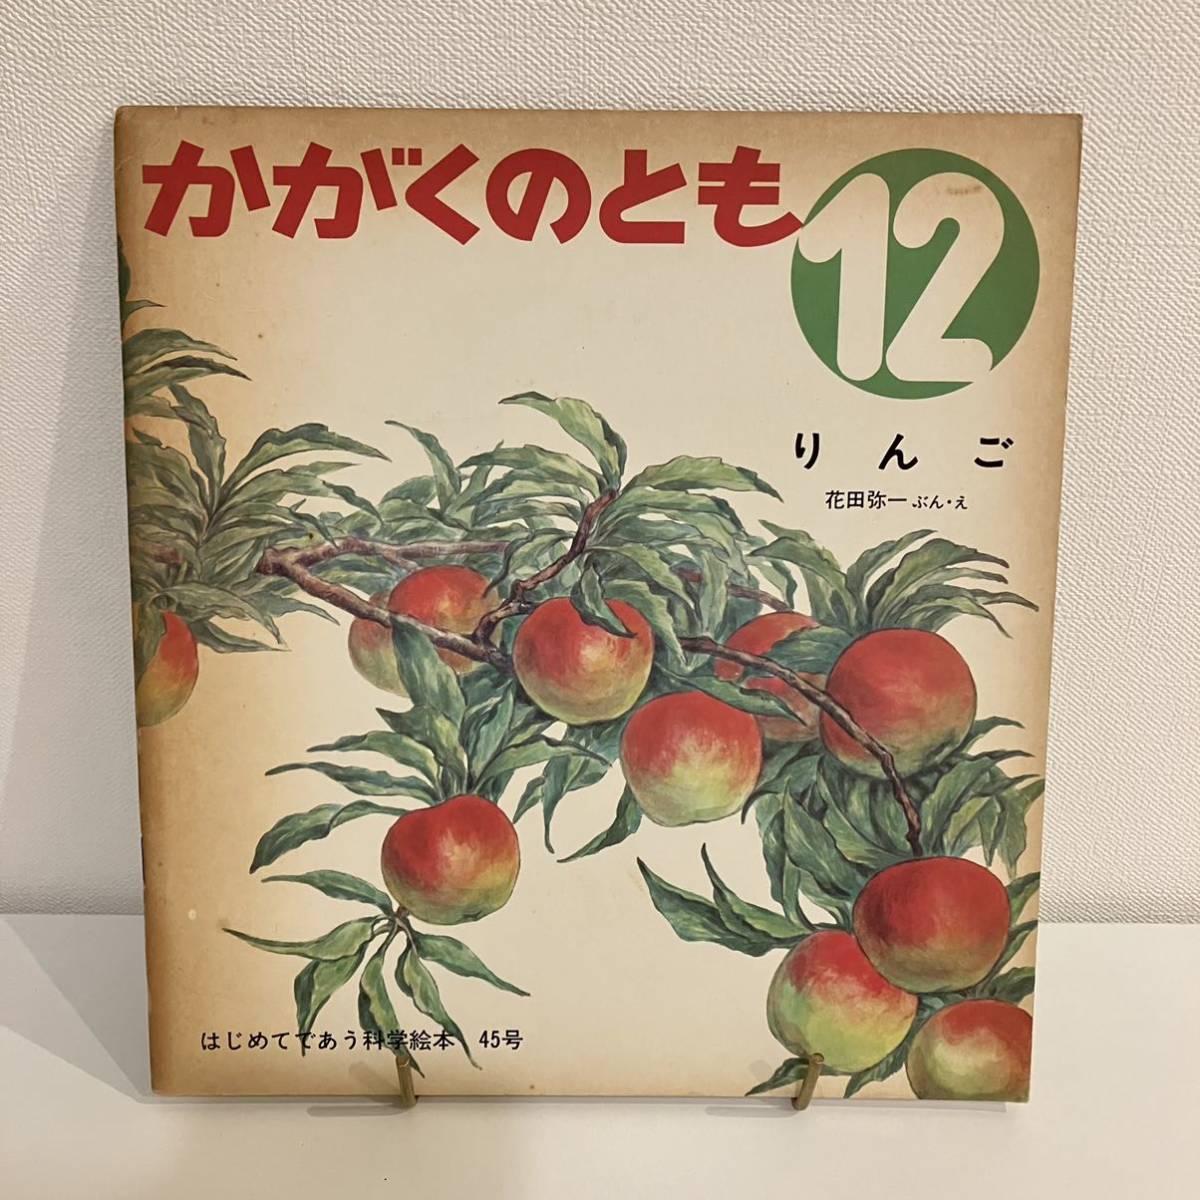 かがくのとも
12
りんご
花田弥一 ぶん・え
はじめてであう科学絵本 45号